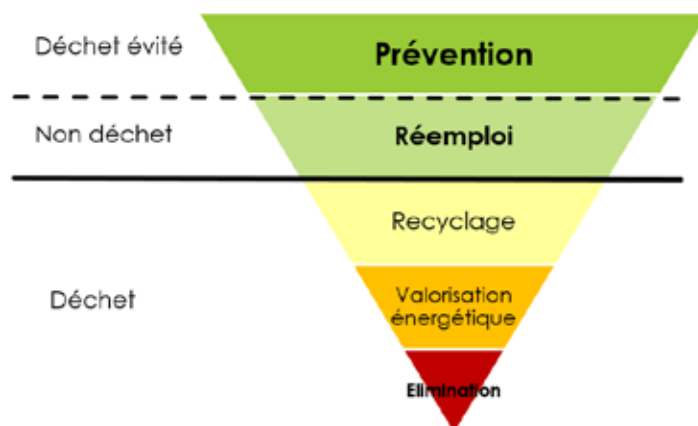 Déchet évité
Prévention
Non déchet
Réemploi
Recyclage
Déchet
Valorisation
énergétique
Elimination